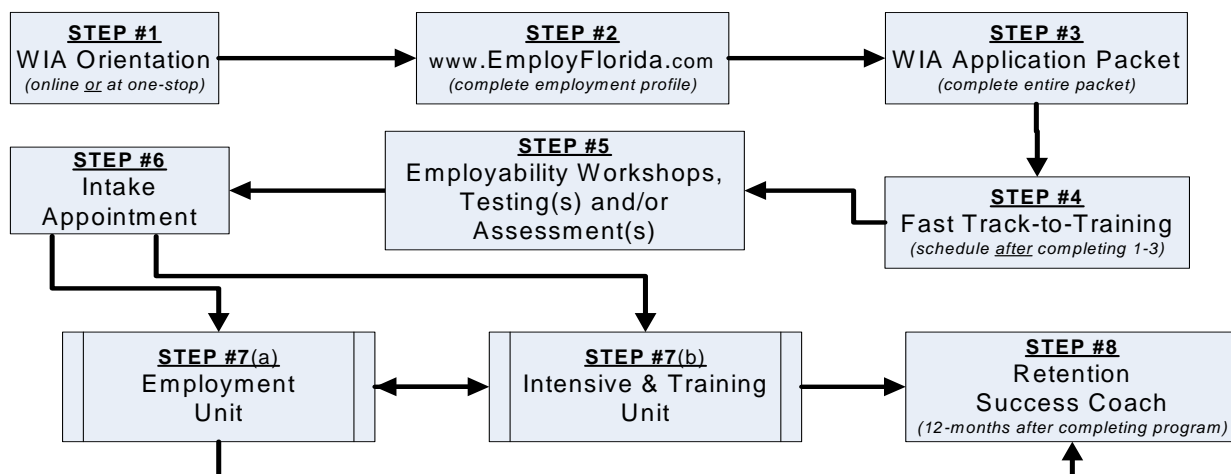 STEP #1
WIA Orientation
(online or at one-stop)
STEP #2
www.EmployFlorida.com
(complete employment profile)
STEP #3
WIA Application Packet
(complete entire packet)
STEP #6
Intake
Appointment
STEP #5
Employability Workshops,
Testing(s) and/or
Assessment(s)
STEP #4
Fast Track-to-Training
(schedule after completing 1-3)
STEP #7(a)
Employment
Unit
STEP #7(b)
Intensive & Training
Unit
STEP #8
Retention
Success Coach
(12-months after completing program)